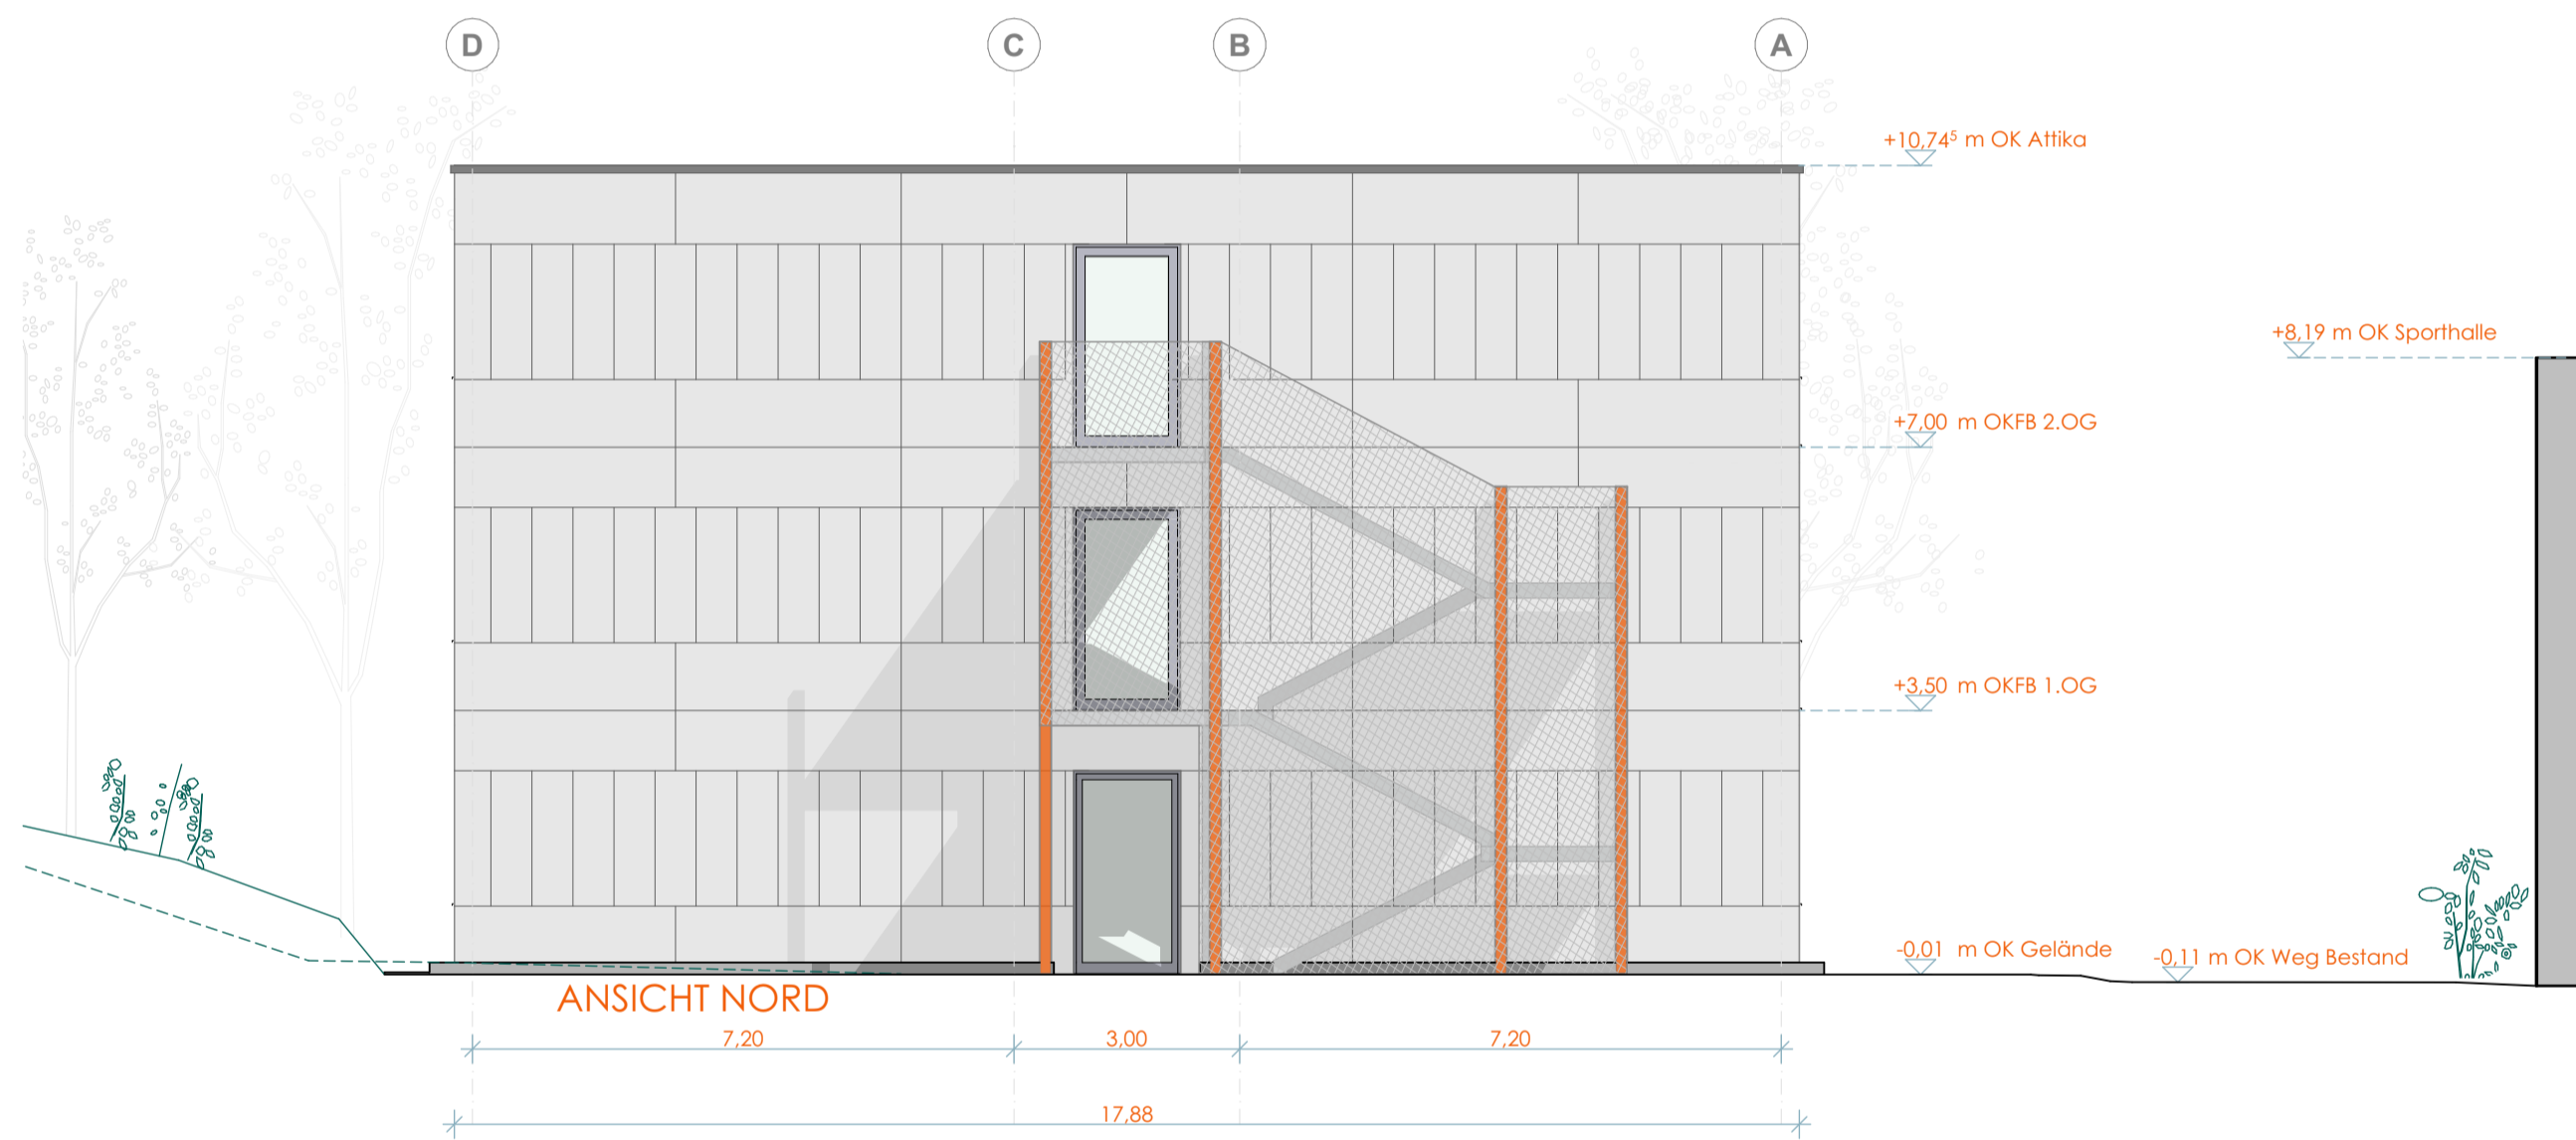 D
C
B
A
+10,74⁵ m OK Attika
+8,19 m OK Sporthalle
+7,00 m OKFB 2.OG
+3,50 m OKFB 1.OG
-0,01 m OK Gelände
-0,11 m OK Weg Bestand
ANSICHT NORD
7,20
3,00
7,20
17,88